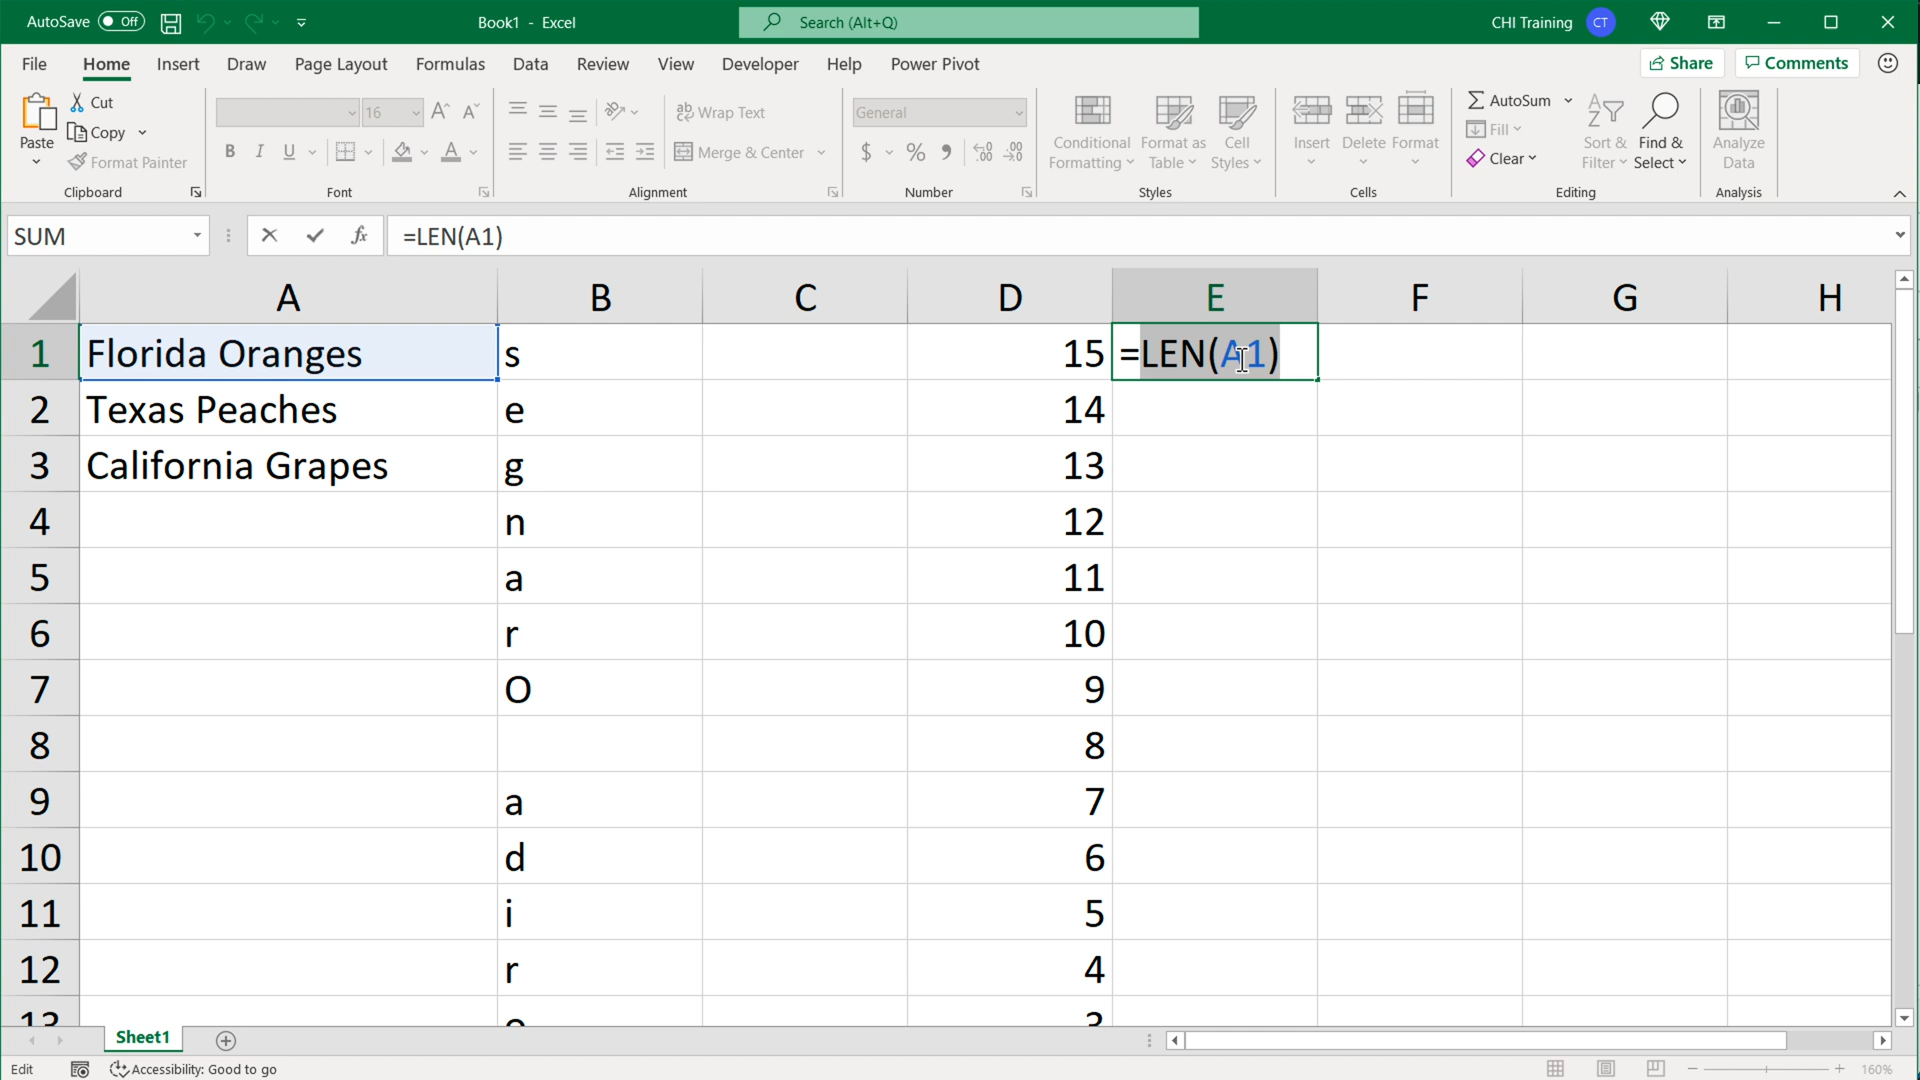 AutoSave Off Book1 - Excel Search (Alt+Q) CHI Training CT
File Home Insert Draw Page Layout Formulas Data Review View Developer Help Power Pivot Share Comments
Paste Cut Copy Format Painter
Clipboard
16
B I U A
Font
Wrap Text
Merge & Center
Alignment
General
$ % 9
Number
Conditional Formatting Format as Table Cell Styles
Styles
Insert Delete Format
Cells
AutoSum Fill Clear Sort & Filter Find & Select
Editing
Analyze Data
Analysis
SUM fx =LEN(A1)
A B C D E F G H
1 Florida Oranges s 15 =LEN(A1)
2 Texas Peaches e 14
3 California Grapes g 13
4 n 12
5 a 11
6 r 10
7 O 9
8 8
9 a 7
10 d 6
11 i 5
12 r 4
13 o 3
Sheet1
Edit Accessibility: Good to go 160%